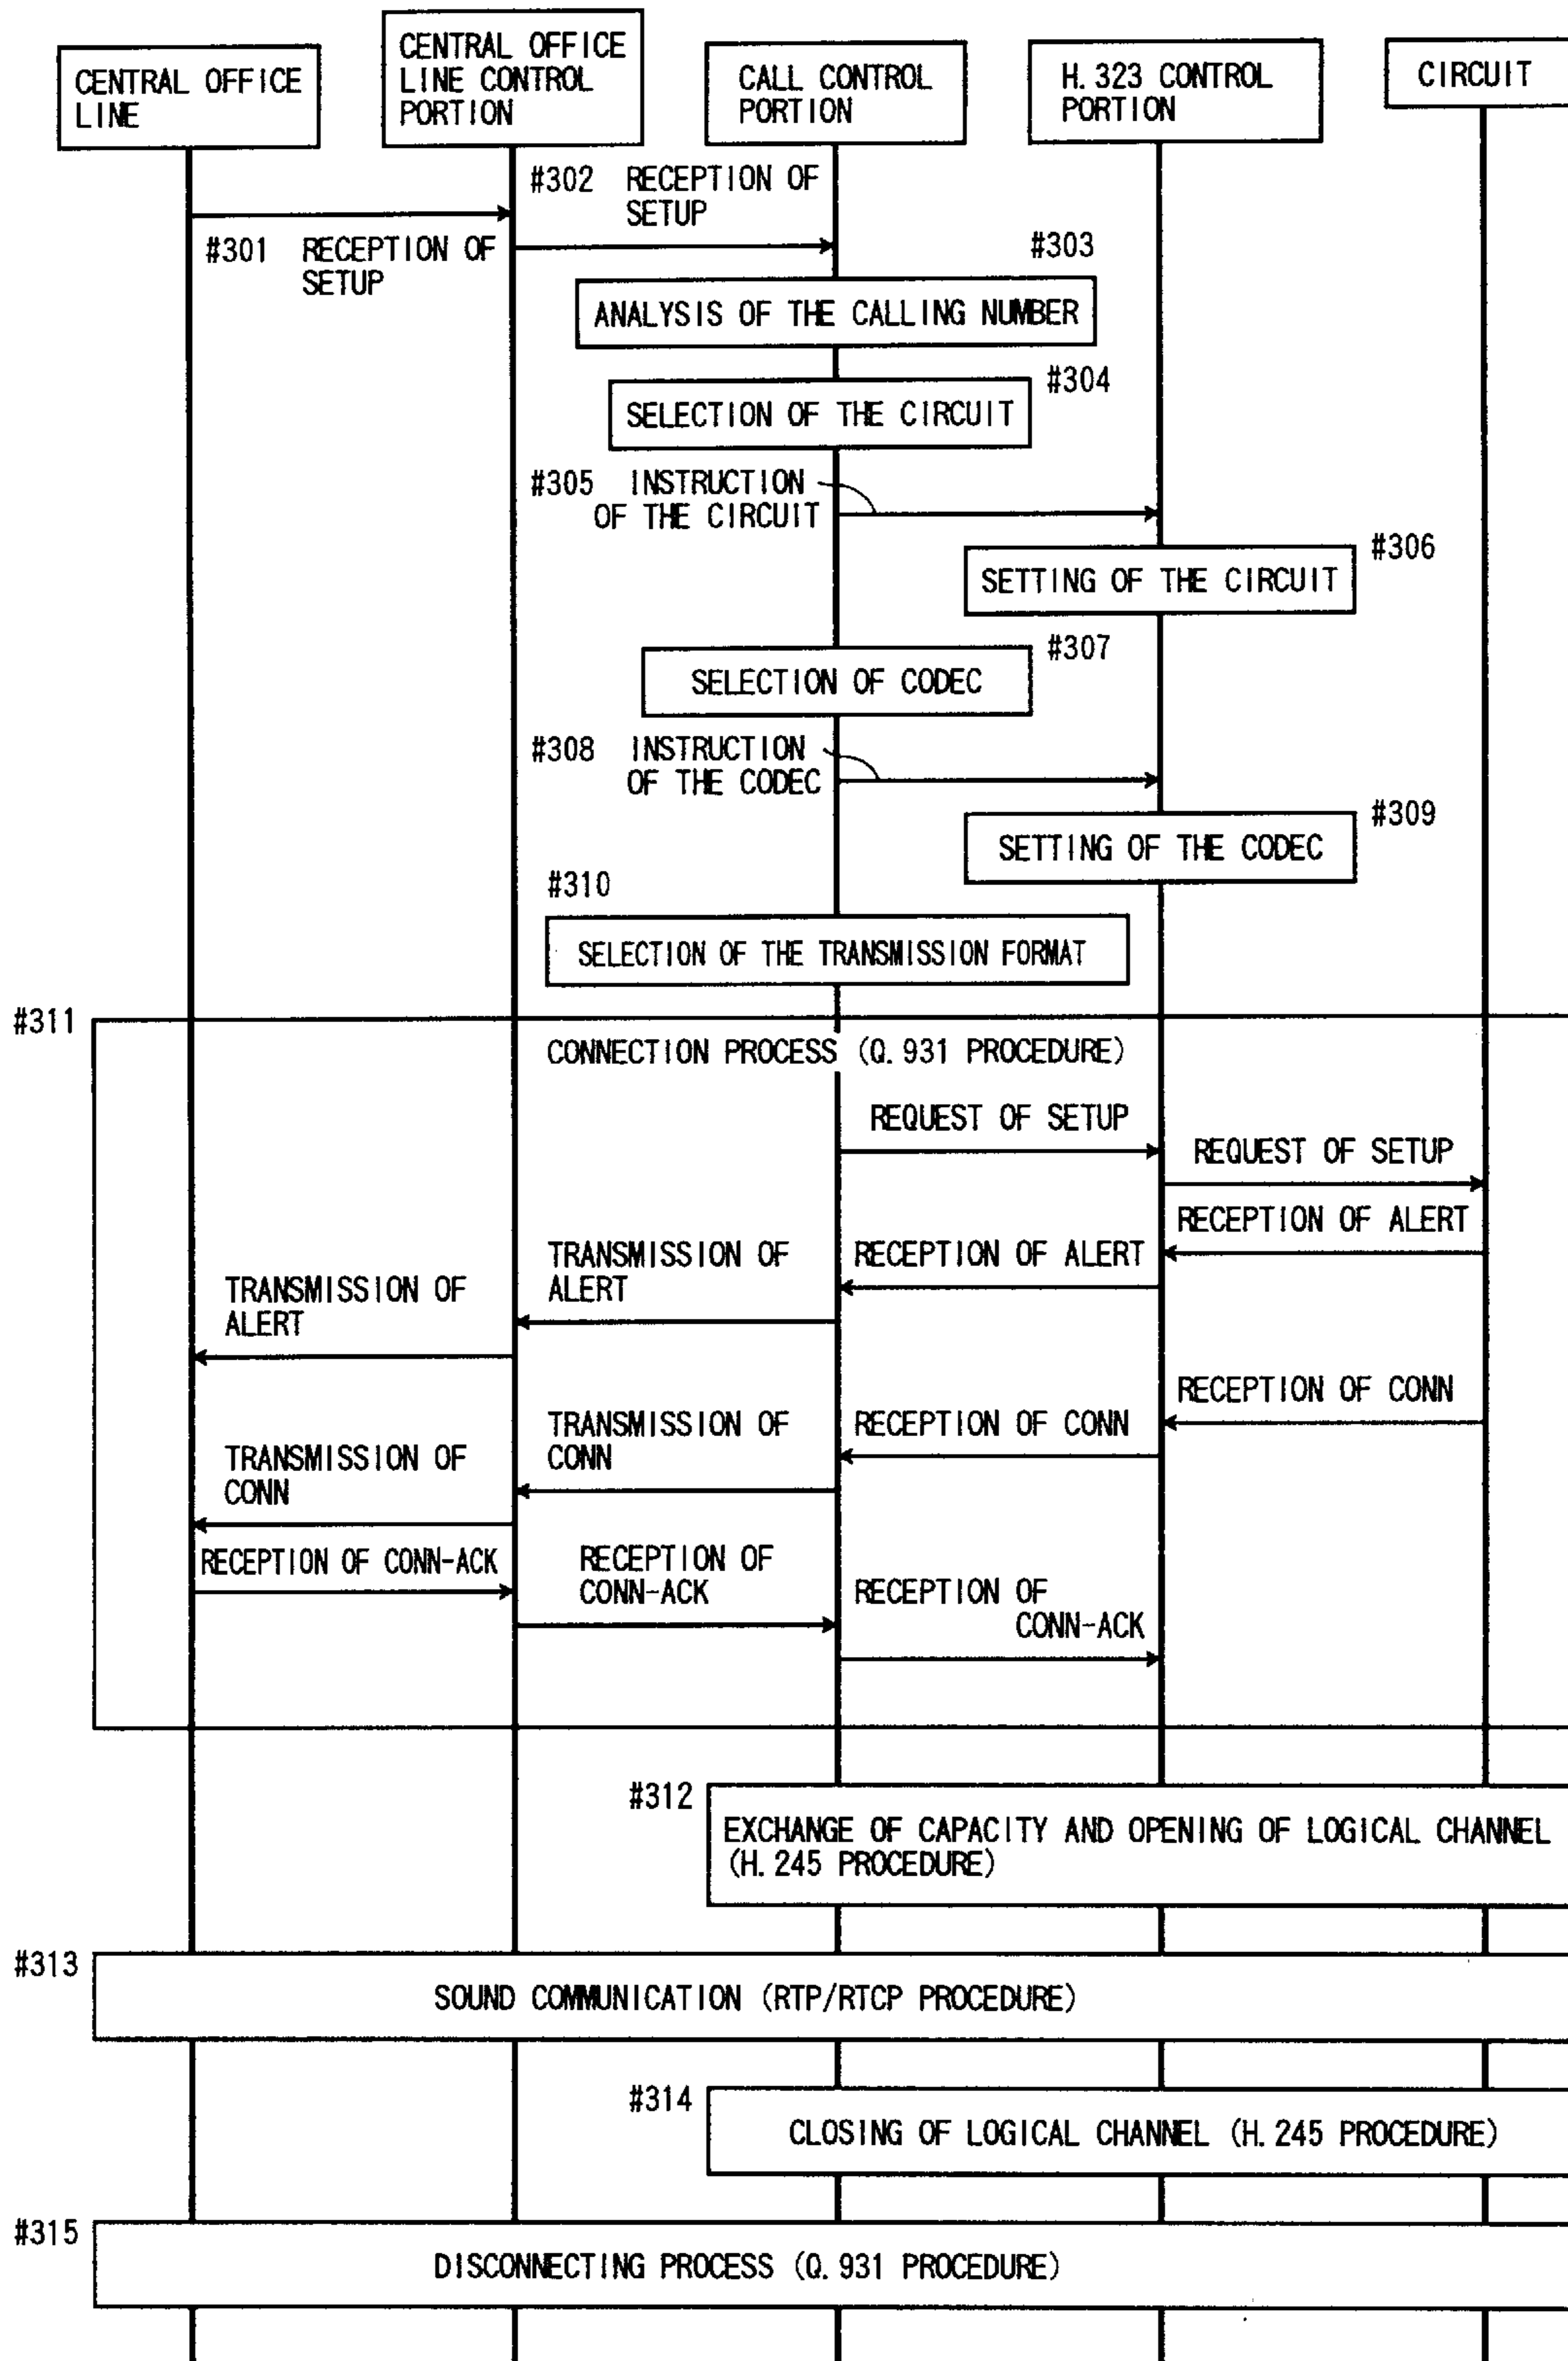 CENTRAL OFFICE
LINE
CENTRAL OFFICE
LINE CONTROL
PORTION
CALL CONTROL
PORTION
H.323 CONTROL
PORTION
CIRCUIT
#302 RECEPTION OF
SETUP
#301 RECEPTION OF
SETUP
#303
ANALYSIS OF THE CALLING NUMBER
#304
SELECTION OF THE CIRCUIT
#305 INSTRUCTION
OF THE CIRCUIT
#306
SETTING OF THE CIRCUIT
#307
SELECTION OF CODEC
#308 INSTRUCTION
OF THE CODEC
#309
SETTING OF THE CODEC
#310
SELECTION OF THE TRANSMISSION FORMAT
#311
CONNECTION PROCESS (Q.931 PROCEDURE)
REQUEST OF SETUP
REQUEST OF SETUP
RECEPTION OF ALERT
RECEPTION OF ALERT
TRANSMISSION OF
ALERT
TRANSMISSION OF
ALERT
RECEPTION OF CONN
RECEPTION OF CONN
TRANSMISSION OF
CONN
TRANSMISSION OF
CONN
RECEPTION OF CONN-ACK
RECEPTION OF
CONN-ACK
RECEPTION OF
CONN-ACK
#312
EXCHANGE OF CAPACITY AND OPENING OF LOGICAL CHANNEL
(H.245 PROCEDURE)
#313
SOUND COMMUNICATION (RTP/RTCP PROCEDURE)
#314
CLOSING OF LOGICAL CHANNEL (H.245 PROCEDURE)
#315
DISCONNECTING PROCESS (Q.931 PROCEDURE)